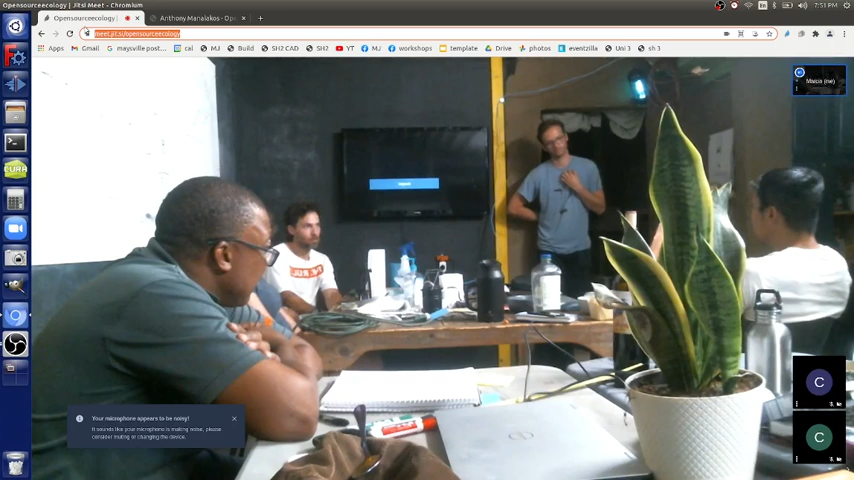 Opensourceecology | Jitsi Meet - Chromium
En
7:51 PM
Opensourceecology |
Anthony Manalakos - Ope
meet.jit.si/opensourceecology
Gmail
maysville post...
cal
MJ
Build
SH2 CAD
SH2
YT
MJ
workshops
template
Drive
photos
eventzilla
Uni 3
sh 3
Marcin (me)
CURA
C
C
Your microphone appears to be noisy!
It sounds like your microphone is making noise, please
consider muting or changing the device.